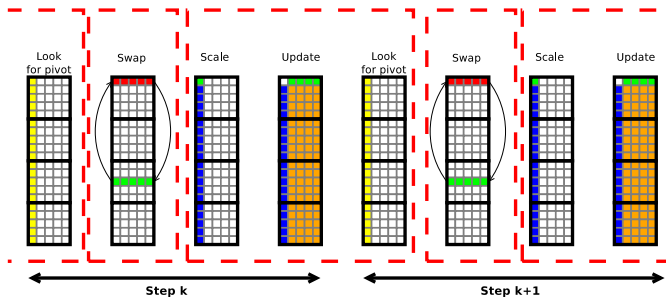 Look
for pivot
Swap
Scale
Update
Look
for pivot
Swap
Scale
Update
Step k
Step k+1